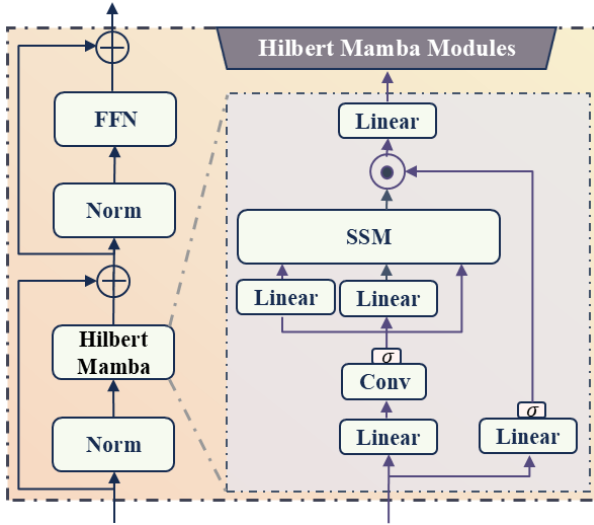 Hilbert Mamba Modules
FFN
Norm
Hilbert
Mamba
Norm
Linear
SSM
Linear
Linear
σ
Conv
Linear
σ
Linear